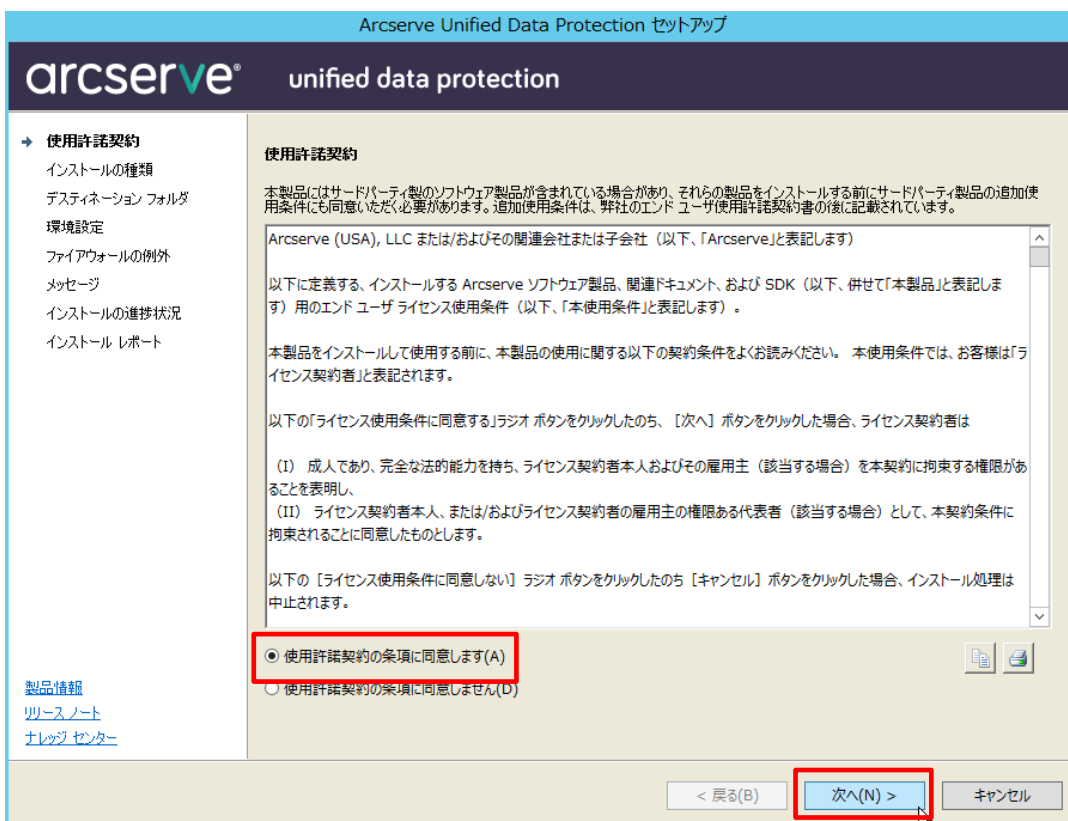 Arcserve Unified Data Protection セットアップ
arcserve® unified data protection
使用許諾契約
インストールの種類
デスティネーション フォルダ
環境設定
ファイアウォールの例外
メッセージ
インストールの進捗状況
インストール レポート
製品情報
リリース ノート
ナレッジ センター
使用許諾契約
本製品にはサードパーティ製のソフトウェア製品が含まれている場合があり、それらの製品をインストールする前にサードパーティ製品の追加使
用条件にも同意いただく必要があります。追加使用条件は、弊社のエンド ユーザ使用許諾契約書の後に記載されています。
Arcserve (USA), LLC または/およびその関連会社または子会社（以下、「Arcserve」と表記します）
以下に定義する、インストールする Arcserve ソフトウェア製品、関連ドキュメント、および SDK（以下、併せて「本製品」と表記しま
す）用のエンド ユーザ ライセンス使用条件（以下、「本使用条件」と表記します）。
本製品をインストールして使用する前に、本製品の使用に関する以下の契約条件をよくお読みください。 本使用条件では、お客様は「ラ
イセンス契約者」と表記されます。
以下の「ライセンス使用条件に同意する」ラジオ ボタンをクリックしたのち、［次へ］ボタンをクリックした場合、ライセンス契約者は
（I） 成人であり、完全な法的能力を持ち、ライセンス契約者本人およびその雇用主（該当する場合）を本契約に拘束する権限があ
ることを表明し、
（II） ライセンス契約者本人、または/およびライセンス契約者の雇用主の権限ある代表者（該当する場合）として、本契約条件に
拘束されることに同意したものとします。
以下の［ライセンス使用条件に同意しない］ラジオ ボタンをクリックしたのち［キャンセル］ボタンをクリックした場合、インストール処理は
中止されます。
使用許諾契約の条項に同意します(A)
使用許諾契約の条項に同意しません(D)
< 戻る(B) 次へ(N) > キャンセル